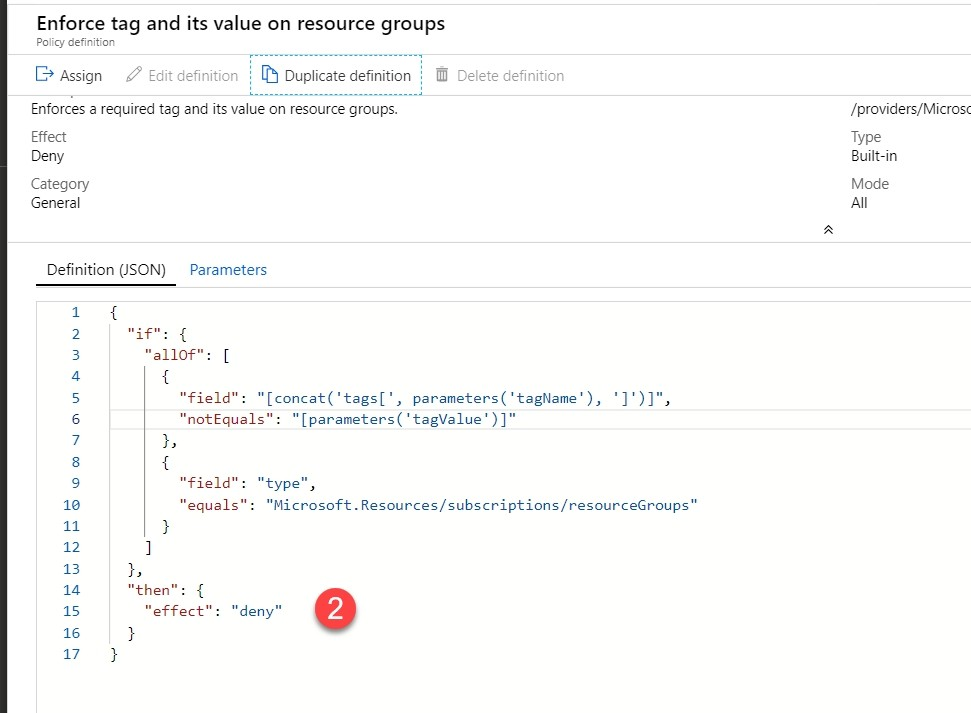 Enforce tag and its value on resource groups
Policy definition
Assign Edit definition Duplicate definition Delete definition
Enforces a required tag and its value on resource groups. /providers/Microsc
Effect Type
Deny Built-in
Category Mode
General All
Definition (JSON) Parameters
1 {
2 "if": {
3 "allOf": [
4 {
5 "field": "[concat('tags[', parameters('tagName'), ']')]",
6 "notEquals": "[parameters('tagValue')]"
7 },
8 {
9 "field": "type",
10 "equals": "Microsoft.Resources/subscriptions/resourceGroups"
11 }
12 ]
13 },
14 "then": {
15 "effect": "deny" 2
16 }
17 }